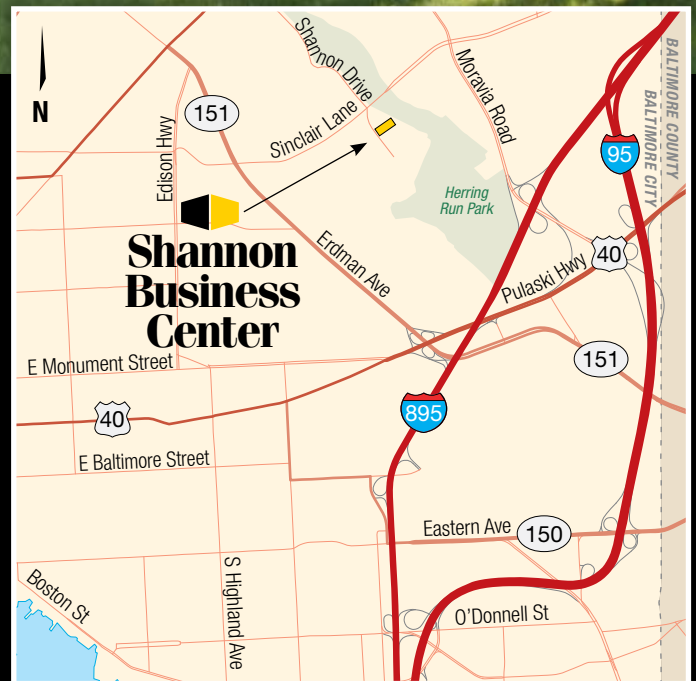 N
Shannon Drive
Moravia Road
BALTIMORE COUNTY
BALTIMORE CITY
151
Sinclair Lane
95
Edison Hwy
Herring
Run Park
Shannon
Business
Center
Erdman Ave
40
Pulaski Hwy
E Monument Street
151
40
895
E Baltimore Street
Eastern Ave
150
S Highland Ave
Boston St
O'Donnell St